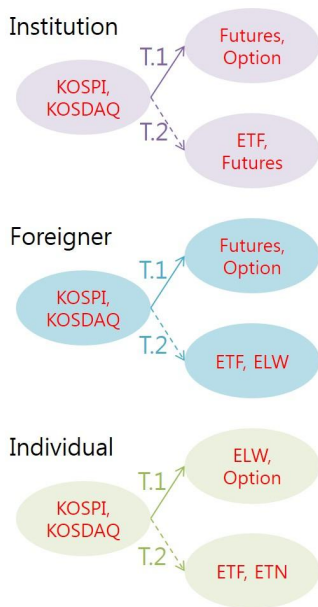 Institution
Futures,
Option
T.1
KOSPI,
KOSDAQ
T.2
ETF,
Futures
Foreigner
Futures,
Option
T.1
KOSPI,
KOSDAQ
T.2
ETF, ELW
Individual
ELW,
Option
T.1
KOSPI,
KOSDAQ
T.2
ETF, ETN